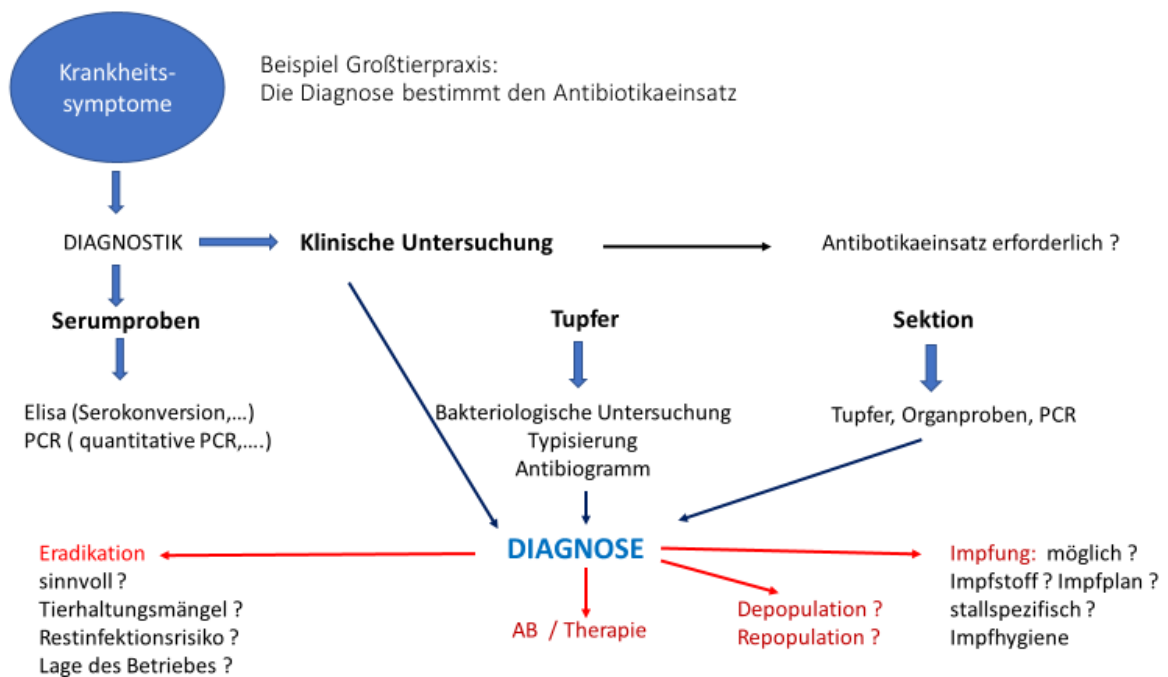 Krankheits-
symptome
Beispiel Großtierpraxis:
Die Diagnose bestimmt den Antibiotikaeinsatz
DIAGNOSTIK
Klinische Untersuchung
Antibotikaeinsatz erforderlich ?
Serumproben
Tupfer
Sektion
Elisa (Serokonversion,...)
PCR ( quantitative PCR,....)
Bakteriologische Untersuchung
Typisierung
Antibiogramm
Tupfer, Organproben, PCR
DIAGNOSE
Eradikation
sinnvoll ?
Tierhaltungsmängel ?
Restinfektionsrisiko ?
Lage des Betriebes ?
AB / Therapie
Depopulation ?
Repopulation ?
Impfung: möglich ?
Impfstoff ? Impfplan ?
stallspezifisch ?
Impfhygiene